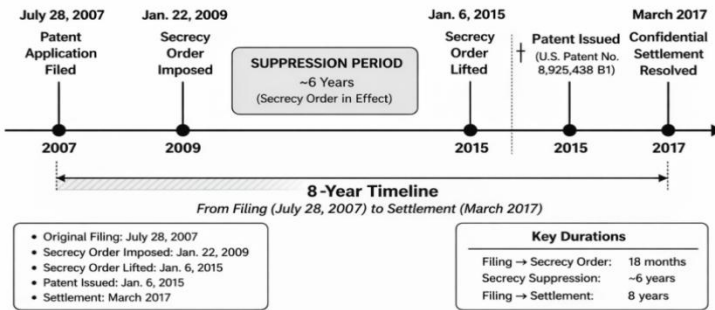 July 28, 2007
Patent
Application
Filed
Jan. 22, 2009
Secrecy
Order
Imposed
SUPPRESSION PERIOD
~6 Years
(Secrecy Order in Effect)
Jan. 6, 2015
Secrecy
Order
Lifted
Patent Issued
(U.S. Patent No.
8,925,438 B1)
March 2017
Confidential
Settlement
Resolved
2007
2009
2015
2015
2017
8-Year Timeline
From Filing (July 28, 2007) to Settlement (March 2017)
• Original Filing: July 28, 2007
• Secrecy Order Imposed: Jan. 22, 2009
• Secrecy Order Lifted: Jan. 6, 2015
• Patent Issued: Jan. 6, 2015
• Settlement: March 2017
Key Durations
Filing → Secrecy Order: 18 months
Secrecy Suppression: ~6 years
Filing → Settlement: 8 years